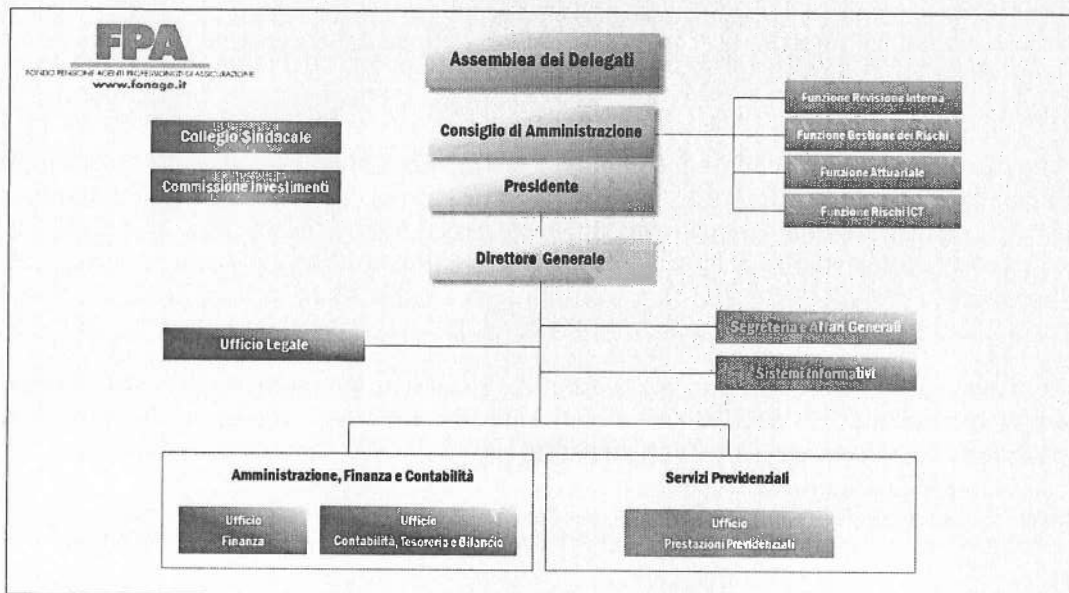 FPA
FONDO PENSIONE AGENTI PROFESSIONISTI DI ASSICURAZIONE
www.fonage.it
Assemblea dei Delegati
Consiglio di Amministrazione
Presidente
Direttore Generale
Collegio Sindacale
Commissione Investimenti
Funzione Revisione Interna
Funzione Gestione dei Rischi
Funzione Attuariale
Funzione Rischi ICT
Ufficio Legale
Segreteria e Affari Generali
Sistemi Informativi
Amministrazione, Finanza e Contabilità
Ufficio
Finanza
Ufficio
Contabilità, Tesoreria e Bilancio
Servizi Previdenziali
Ufficio
Prestazioni Previdenziali